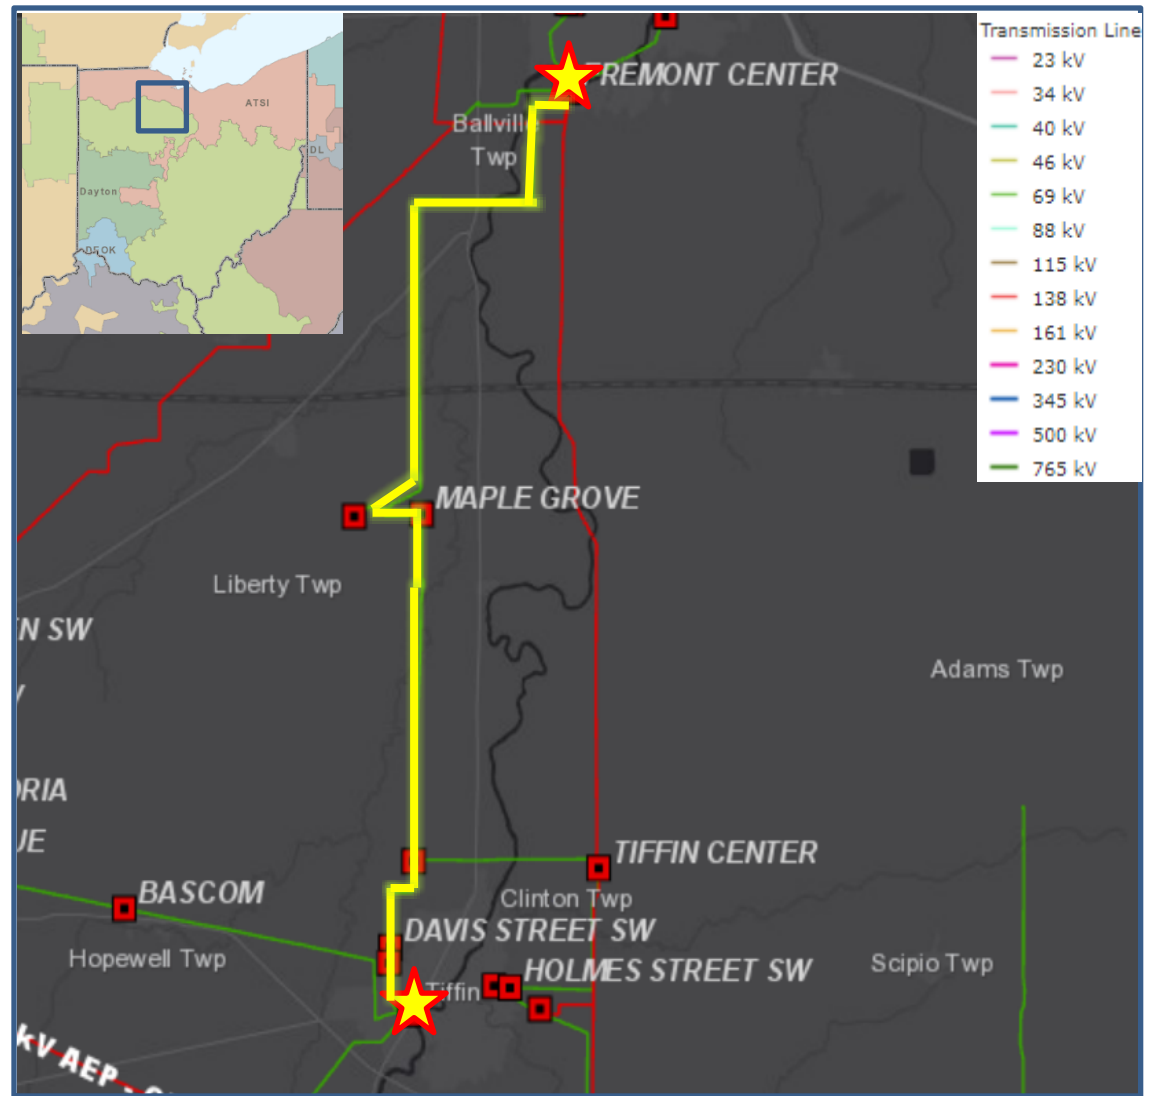 ATSI
DL
Dayton
DEOK
Transmission Line
23 kV
34 kV
40 kV
46 kV
69 kV
88 kV
115 kV
138 kV
161 kV
230 kV
345 kV
500 kV
765 kV
FREMONT CENTER
Ballville
Twp
MAPLE GROVE
Liberty Twp
N SW
Adams Twp
RIA
UE
TIFFIN CENTER
BASCOM
Clinton Twp
DAVIS STREET SW
Hopewell Twp
HOLMES STREET SW
Scipio Twp
Tiffin
kV AEP -